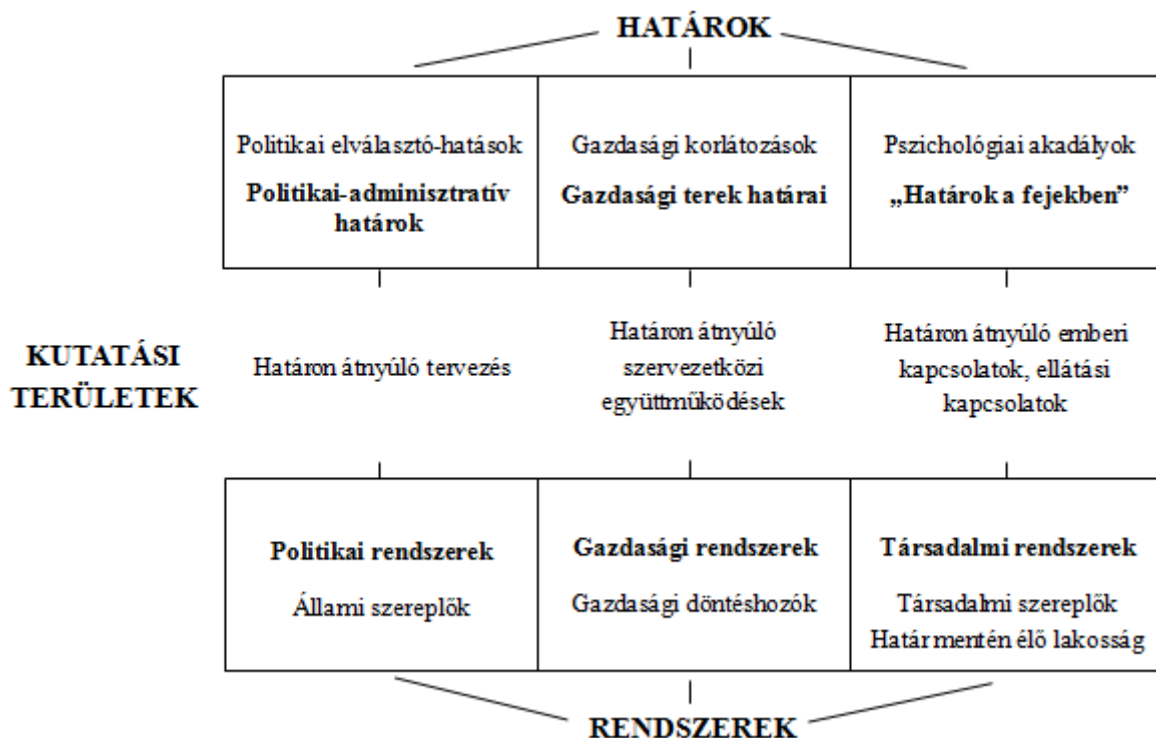 HATÁROK
Politikai elválasztó-hatások
Politikai-adminisztratív
határok
Gazdasági korlátozások
Gazdasági terek határai
Pszichológiai akadályok
„Határok a fejekben”
KUTATÁSI
TERÜLETEK
Határon átnyúló tervezés
Határon átnyúló
szervezetközi
együttműködések
Határon átnyúló emberi
kapcsolatok, ellátási
kapcsolatok
Politikai rendszerek
Állami szereplők
Gazdasági rendszerek
Gazdasági döntéshozók
Társadalmi rendszerek
Társadalmi szereplők
Határmentén élő lakosság
RENDSZEREK